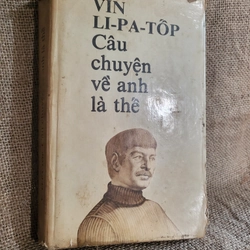 VIN
LI-PA-TỐP
Câu
chuyện
về anh
là thế